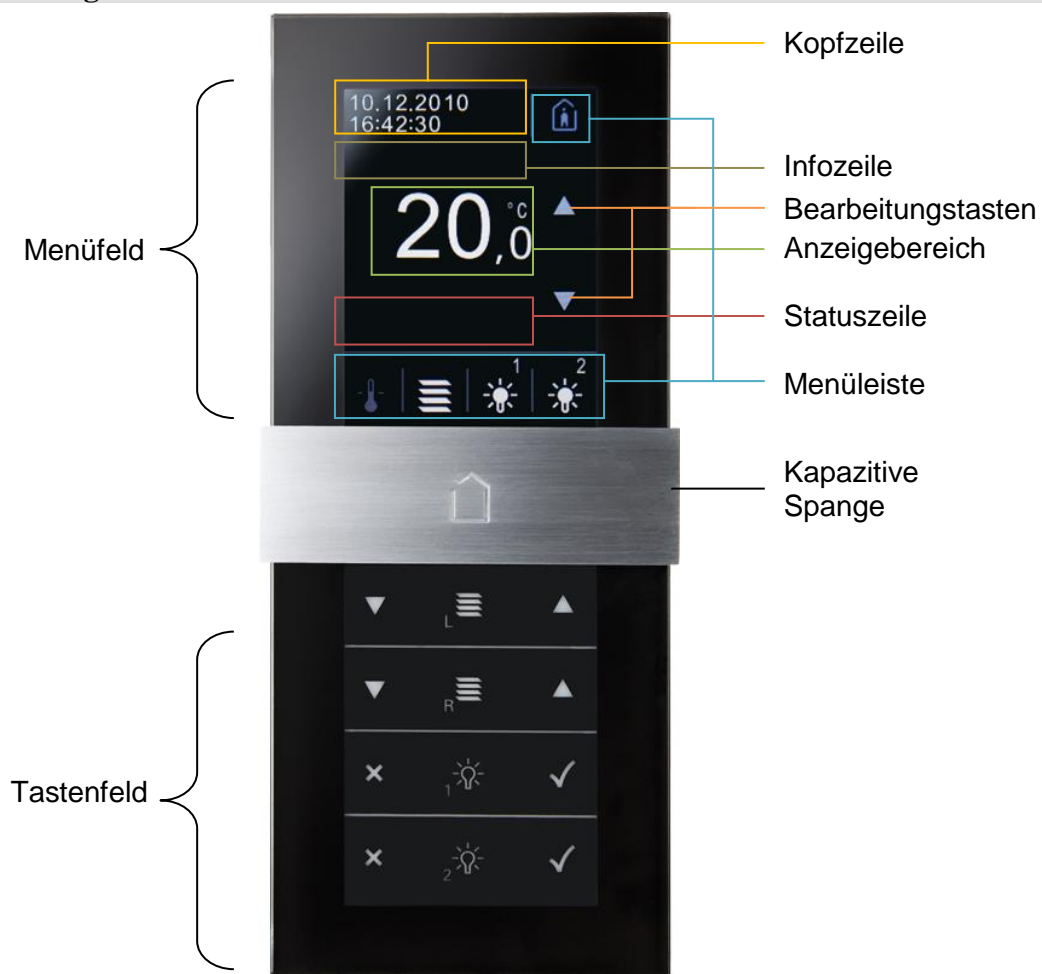 Kopfzeile
10.12.2010
16:42:30
Infozeile
Bearbeitungstasten
20,0 °C
Anzeigebereich
Menüfeld
Statuszeile
1
2
Menüleiste
Kapazitive
Spange
L
R
1
Tastenfeld
2